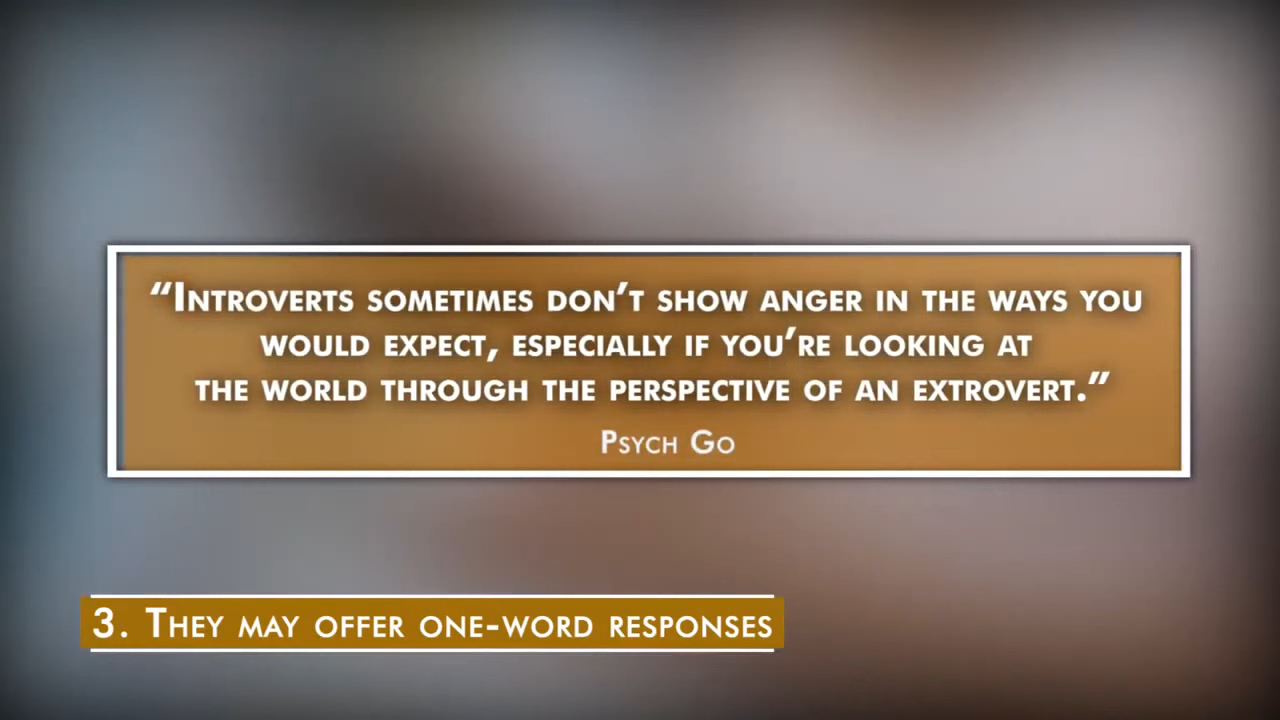 “Introverts sometimes don’t show anger in the ways you
would expect, especially if you’re looking at
the world through the perspective of an extrovert.”
Psych Go
3. They may offer one-word responses